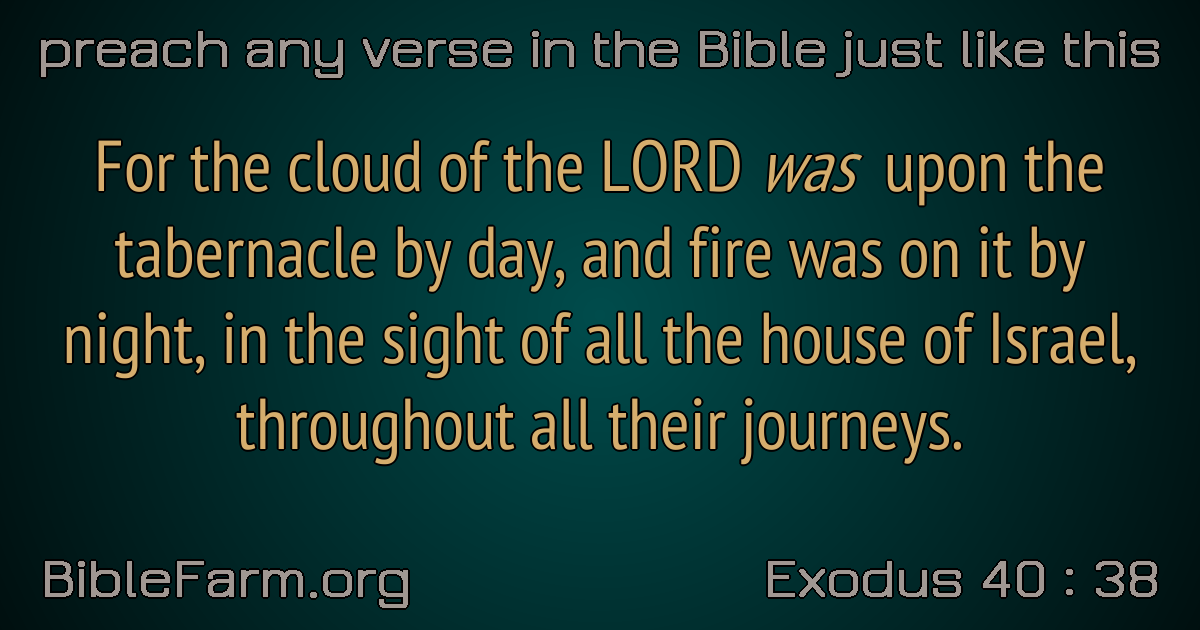 preach any verse in the Bible just like this
For the cloud of the LORD was upon the
tabernacle by day, and fire was on it by
night, in the sight of all the house of Israel,
throughout all their journeys.
BibleFarm.org
Exodus 40 : 38